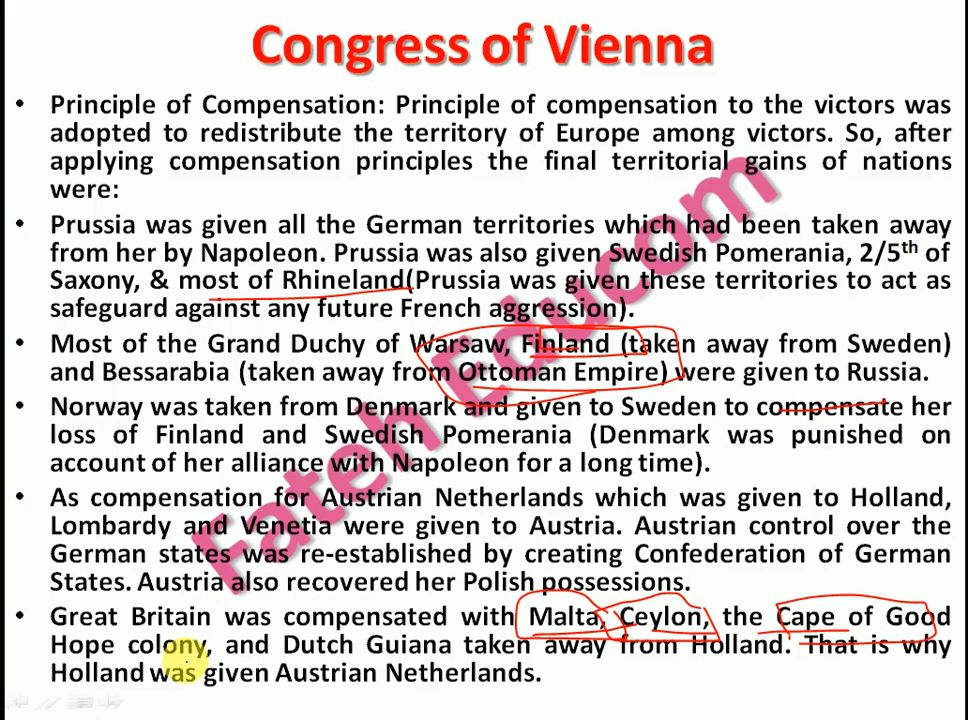 Congress of Vienna
• Principle of Compensation: Principle of compensation to the victors was
adopted to redistribute the territory of Europe among victors. So, after
applying compensation principles the final territorial gains of nations
were:
• Prussia was given all the German territories which had been taken away
from her by Napoleon. Prussia was also given Swedish Pomerania, 2/5th of
Saxony, & most of Rhineland(Prussia was given these territories to act as
safeguard against any future French aggression).
• Most of the Grand Duchy of Warsaw, Finland (taken away from Sweden)
and Bessarabia (taken away from Ottoman Empire) were given to Russia.
• Norway was taken from Denmark and given to Sweden to compensate her
loss of Finland and Swedish Pomerania (Denmark was punished on
account of her alliance with Napoleon for a long time).
• As compensation for Austrian Netherlands which was given to Holland,
Lombardy and Venetia were given to Austria. Austrian control over the
German states was re-established by creating Confederation of German
States. Austria also recovered her Polish possessions.
• Great Britain was compensated with Malta, Ceylon, the Cape of Good
Hope colony, and Dutch Guiana taken away from Holland. That is why
Holland was given Austrian Netherlands.
Fateh Educom